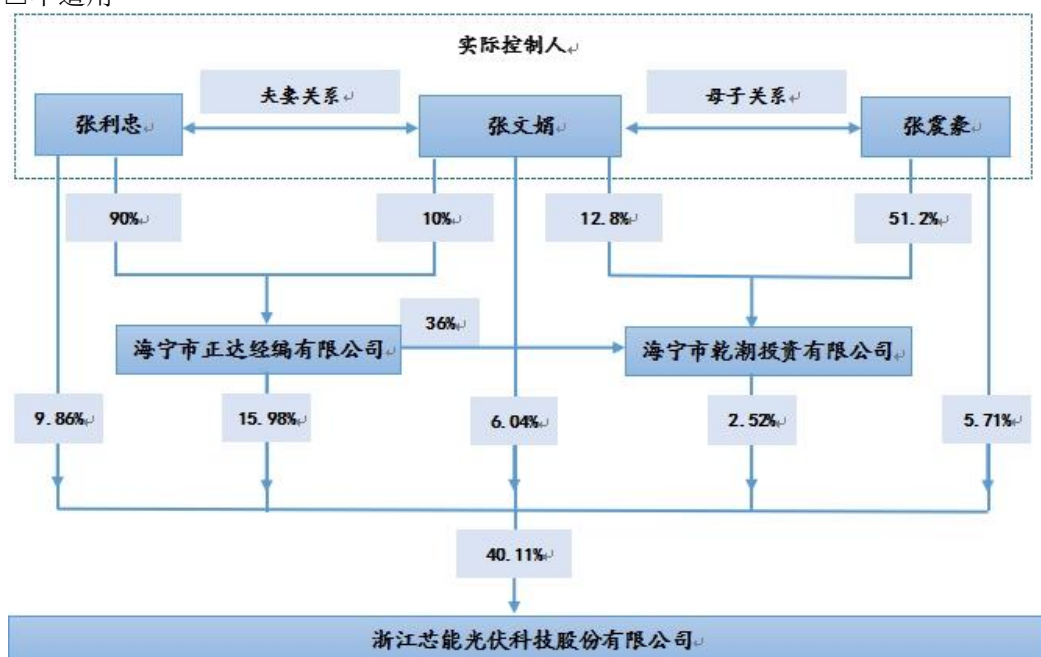 实际控制人
夫妻关系
母子关系
张利忠
张文娟
张震豪
90%
10%
12.8%
51.2%
36%
海宁市正达经编有限公司
海宁市乾潮投资有限公司
9.86%
15.98%
6.04%
2.52%
5.71%
40.11%
浙江芯能光伏科技股份有限公司